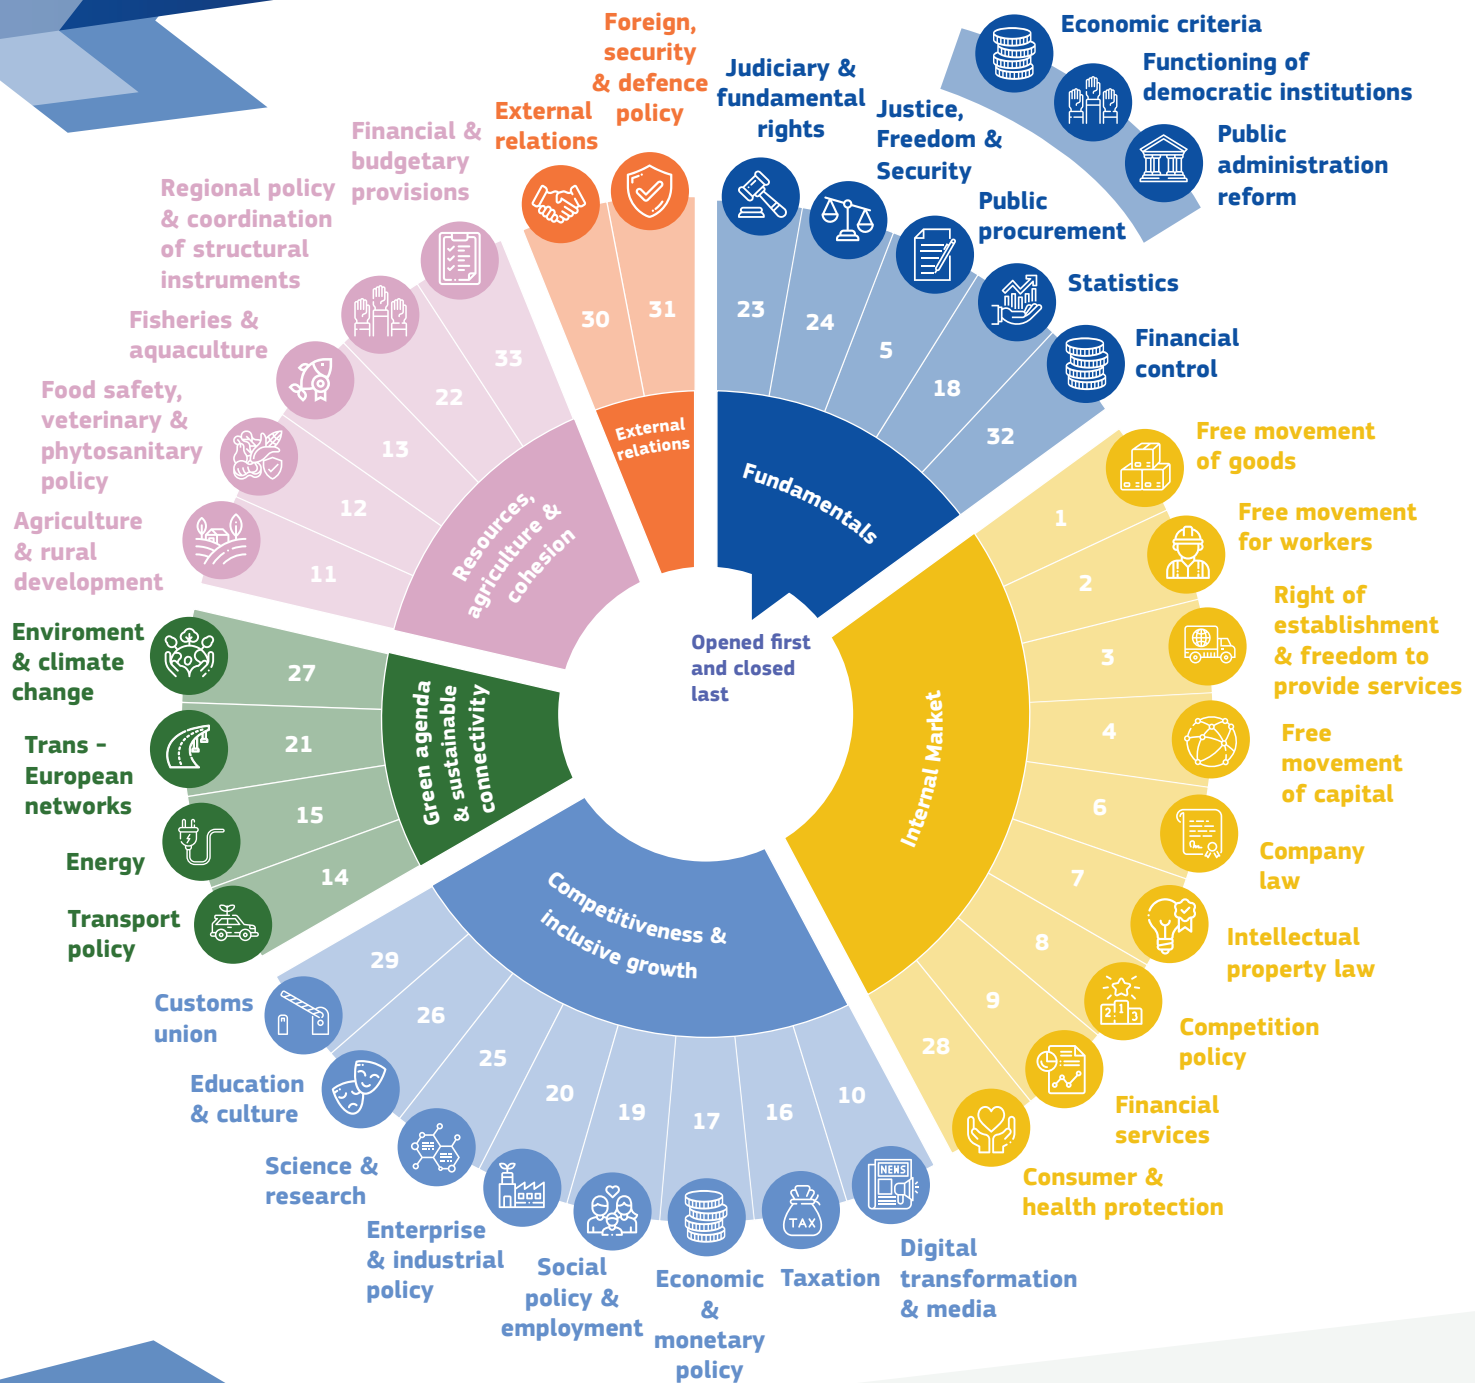 Economic criteria
Functioning of
democratic institutions
Public
administration
reform
Foreign,
security
& defence
policy
External
relations
Judiciary &
fundamental
rights
Justice,
Freedom &
Security
Public
procurement
Statistics
Financial
control
23
24
5
18
32
Fundamentals
Opened first
and closed
last
Free movement
of goods
Free movement
for workers
Right of
establishment
& freedom to
provide services
Free
movement
of capital
Company
law
Intellectual
property law
Competition
policy
Financial
services
Consumer &
health protection
1
2
3
4
6
7
8
9
28
2 1 3
Internal Market
Digital
transformation
& media
Taxation
Economic
&
monetary
policy
Social
policy &
employment
Enterprise
& industrial
policy
Science &
research
Education
& culture
Customs
union
10
16
17
19
20
25
26
29
NEWS
TAX
Competitiveness &
inclusive growth
Transport
policy
Energy
Trans -
European
networks
Enviroment
& climate
change
14
15
21
27
Green agenda
& sustainable
connectivity
Agriculture
& rural
development
Food safety,
veterinary &
phytosanitary
policy
Fisheries &
aquaculture
Regional policy
& coordination
of structural
instruments
Financial &
budgetary
provisions
11
12
13
22
33
Resources,
agriculture &
cohesion
30
31
External
relations